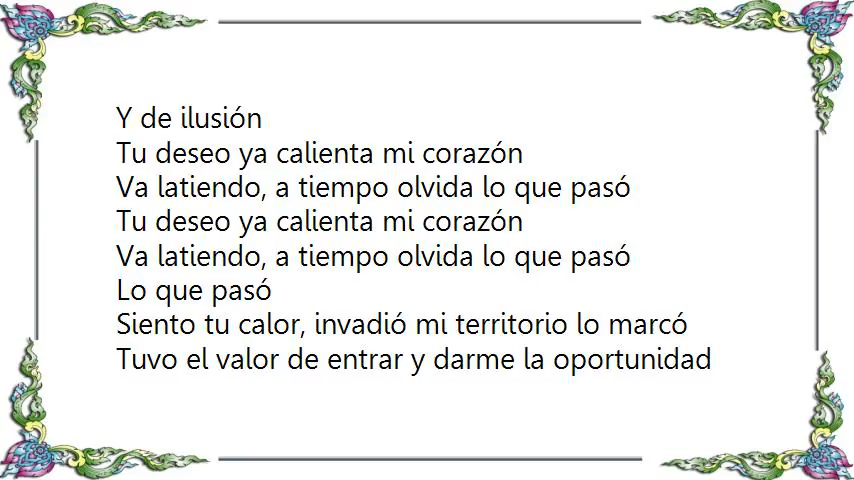 Y de ilusión
Tu deseo ya calienta mi corazón
Va latiendo, a tiempo olvida lo que pasó
Tu deseo ya calienta mi corazón
Va latiendo, a tiempo olvida lo que pasó
Lo que pasó
Siento tu calor, invadió mi territorio lo marcó
Tuvo el valor de entrar y darme la oportunidad